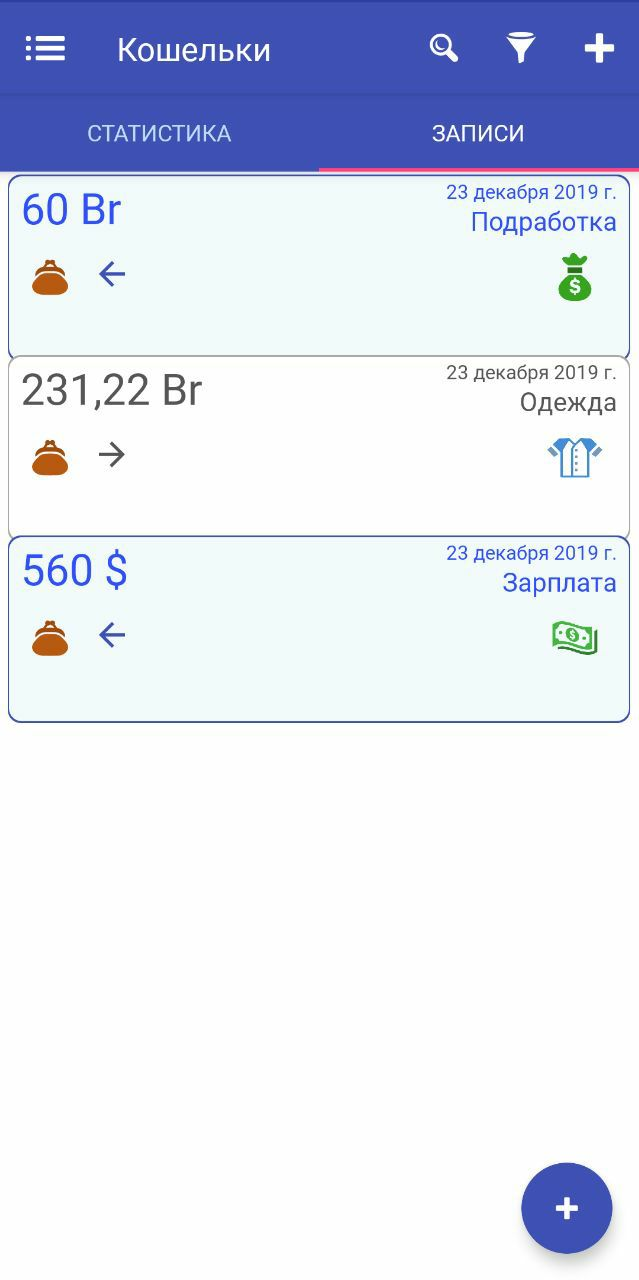 Кошельки
СТАТИСТИКА
ЗАПИСИ
60 Br
23 декабря 2019 г.
Подработка
231,22 Br
23 декабря 2019 г.
Одежда
560 $
23 декабря 2019 г.
Зарплата